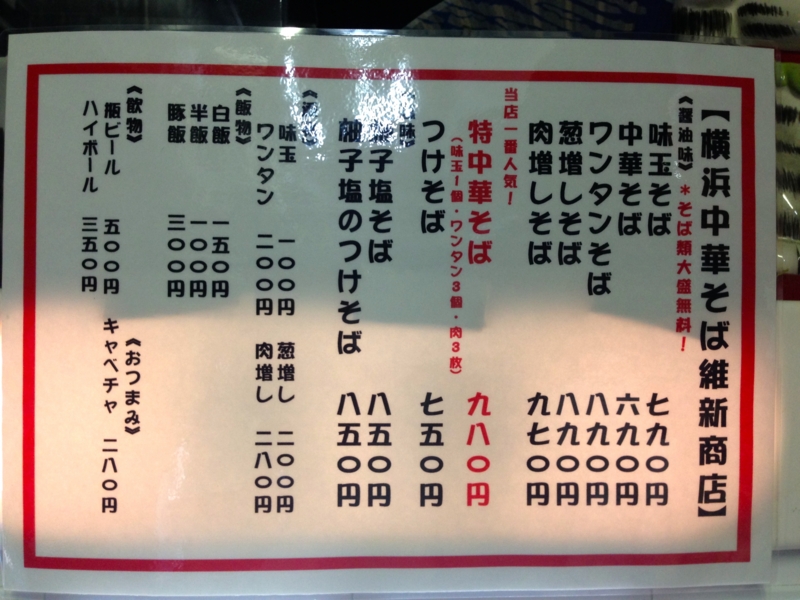 【横浜中華そば維新商店】
《醤油味》 *そば類大盛無料!
味玉そば 七九〇円
中華そば 六九〇円
ワンタンそば 八九〇円
葱増しそば 八九〇円
肉増しそば 九七〇円
当店一番人気!
特中華そば 九八〇円
(味玉1個・ワンタン3個・肉3枚)
つけそば 七五〇円
味》
子塩そば 八五〇円
柚子塩のつけそば 八五〇円
味玉 一〇〇円 葱増し 二〇〇円
ワンタン 二〇〇円 肉増し 二八〇円
《飯物》
白飯 一五〇円
半飯 一〇〇円
豚飯 三〇〇円
《飲物》
瓶ビール 五〇〇円
ハイボール 三五〇円
《おつまみ》
キャベチャ 二八〇円